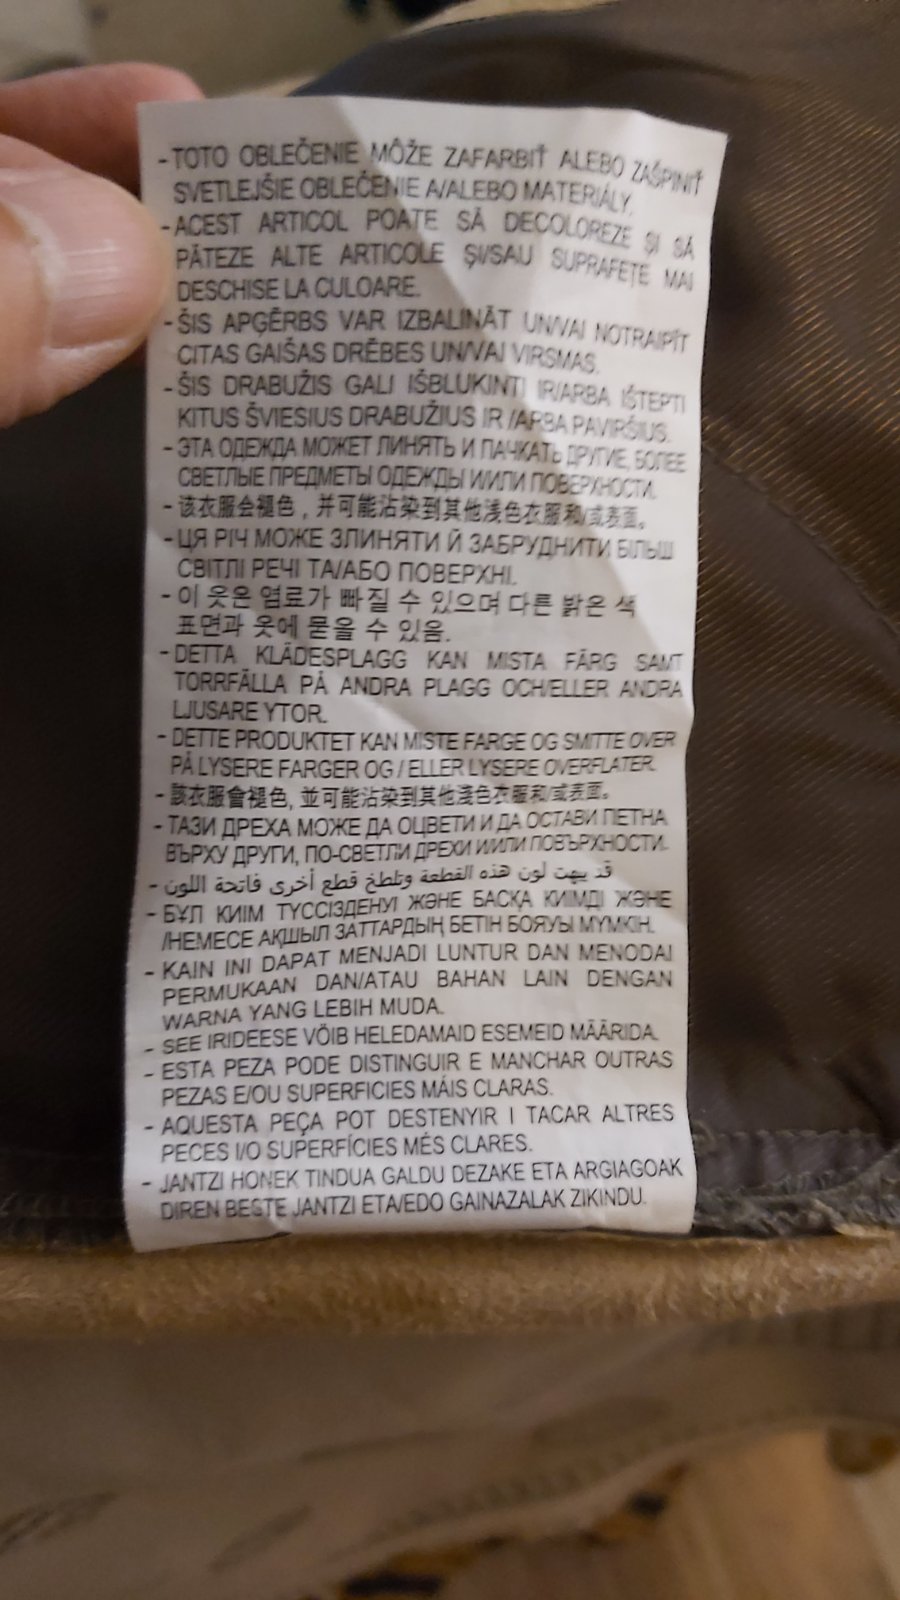 - TOTO OBLEČENIE MÔŽE ZAFARBIŤ ALEBO ZAŠPINIŤ
SVETLEJŠIE OBLEČENIE A/ALEBO MATERIÁLY.
- ACEST ARTICOL POATE SĂ DECOLOREZE ŞI SĂ
PĂTEZE ALTE ARTICOLE ŞI/SAU SUPRAFEŢE MAI
DESCHISE LA CULOARE.
- ŠIS APĢĒRBS VAR IZBALINĀT UN/VAI NOTRAIPĪT
CITAS GAIŠAS DRĒBES UN/VAI VIRSMAS.
- ŠIS DRABUŽIS GALI IŠBLUKINTI IR/ARBA IŠTEPTI
KITUS ŠVIESIUS DRABUŽIUS IR /ARBA PAVIRŠIUS.
- ЭТА ОДЕЖДА МОЖЕТ ЛИНЯТЬ И ПАЧКАТЬ ДРУГИЕ, БОЛЕЕ
СВЕТЛЫЕ ПРЕДМЕТЫ ОДЕЖДЫ И/ИЛИ ПОВЕРХНОСТИ.
- 该衣服会褪色，并可能沾染到其他浅色衣服和/或表面。
- ЦЯ РІЧ МОЖЕ ЗЛИНЯТИ Й ЗАБРУДНИТИ БІЛЬШ
СВІТЛІ РЕЧІ ТА/АБО ПОВЕРХНІ.
- 이 옷은 염료가 빠질 수 있으며 다른 밝은 색
표면과 옷에 묻을 수 있음.
- DETTA KLÄDESPLAGG KAN MISTA FÄRG SAMT
TORRFÄLLA PÅ ANDRA PLAGG OCH/ELLER ANDRA
LJUSARE YTOR.
- DETTE PRODUKTET KAN MISTE FARGE OG SMITTE OVER
PÅ LYSERE FARGER OG / ELLER LYSERE OVERFLATER.
- 該衣服會褪色, 並可能沾染到其他淺色衣服和/或表面。
- ТАЗИ ДРЕХА МОЖЕ ДА ОЦВЕТИ И ДА ОСТАВИ ПЕТНА
ВЪРХУ ДРУГИ, ПО-СВЕТЛИ ДРЕХИ И/ИЛИ ПОВЪРХНОСТИ.
- قد يبهت لون هذه القطعة وتلطخ قطع أخرى فاتحة اللون
- БҰЛ КИІМ ТҮССІЗДЕНУІ ЖӘНЕ БАСҚА КИІМДІ ЖӘНЕ
/НЕМЕСЕ АҚШЫЛ ЗАТТАРДЫҢ БЕТІН БОЯУЫ МҮМКІН.
- KAIN INI DAPAT MENJADI LUNTUR DAN MENODAI
PERMUKAAN DAN/ATAU BAHAN LAIN DENGAN
WARNA YANG LEBIH MUDA.
- SEE IRIDEESE VÕIB HELEDAMAID ESEMEID MÄÄRIDA.
- ESTA PEZA PODE DISTINGUIR E MANCHAR OUTRAS
PEZAS E/OU SUPERFICIES MÁIS CLARAS.
- AQUESTA PEÇA POT DESTENYIR I TACAR ALTRES
PECES I/O SUPERFÍCIES MÉS CLARES.
- JANTZI HONEK TINDUA GALDU DEZAKE ETA ARGIAGOAK
DIREN BESTE JANTZI ETA/EDO GAINAZALAK ZIKINDU.